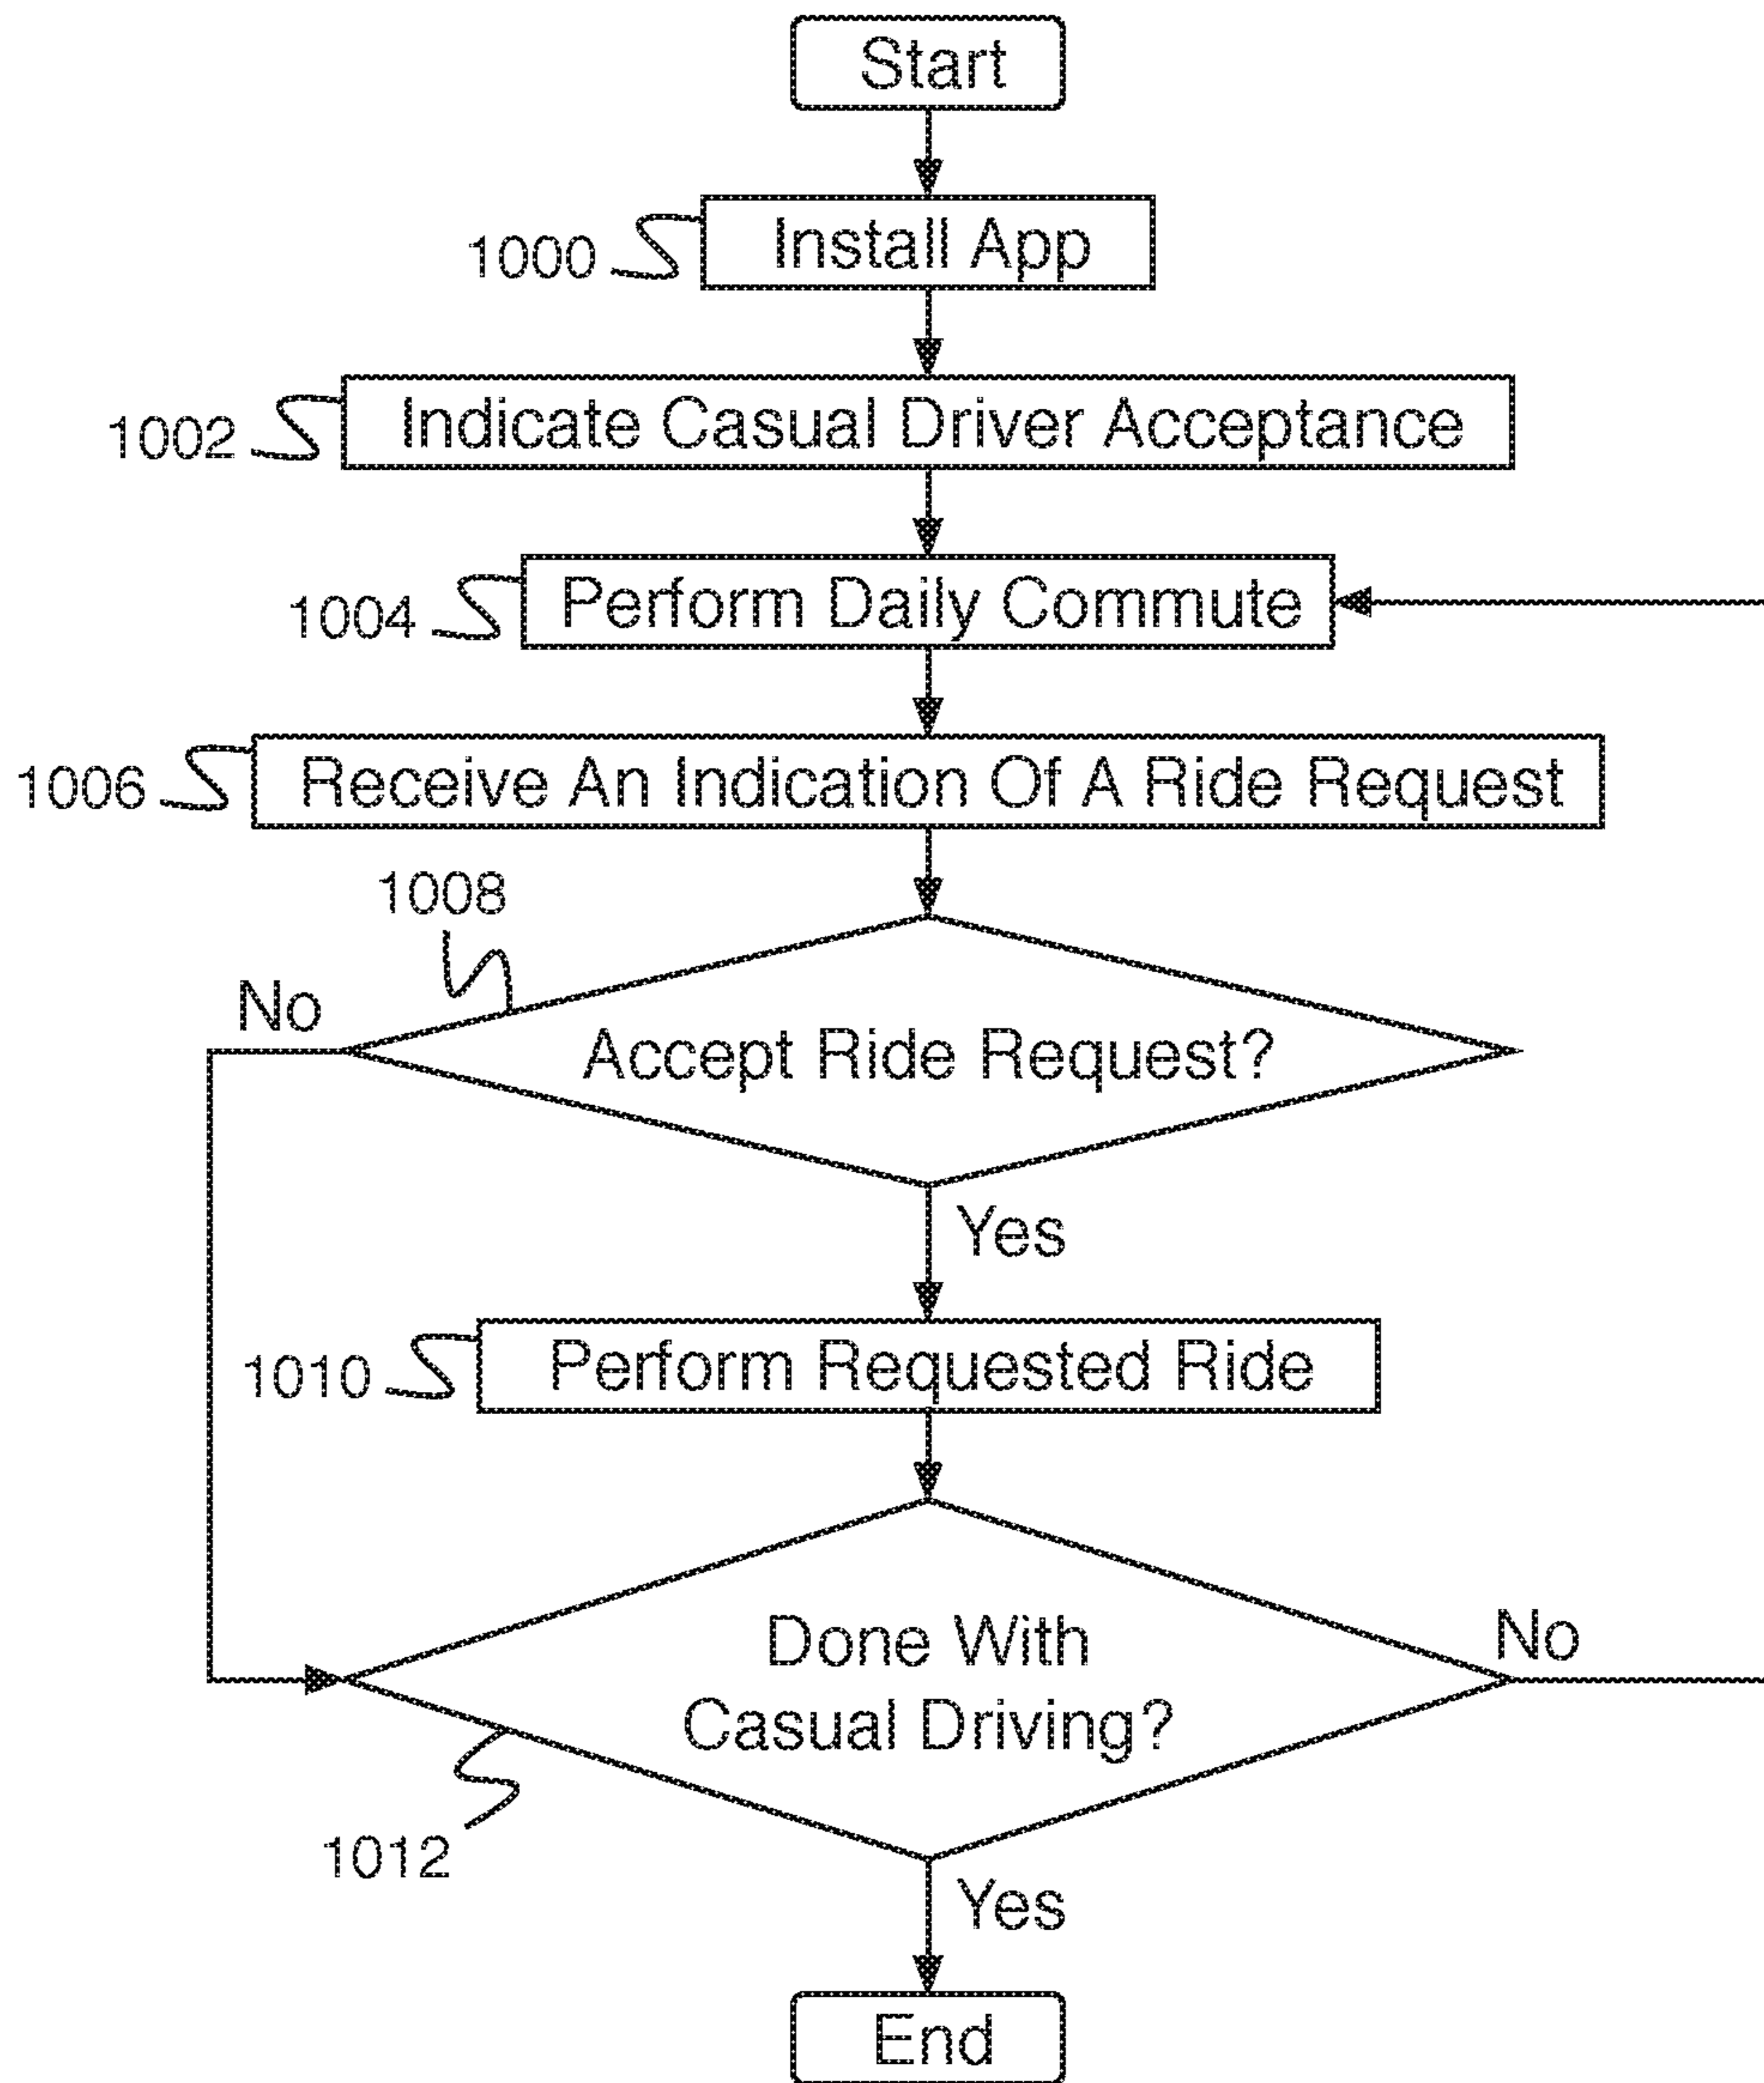 Start
1000
Install App
1002
Indicate Casual Driver Acceptance
1004
Perform Daily Commute
1006
Receive An Indication Of A Ride Request
1008
No
Accept Ride Request?
Yes
1010
Perform Requested Ride
Done With
Casual Driving?
No
1012
Yes
End